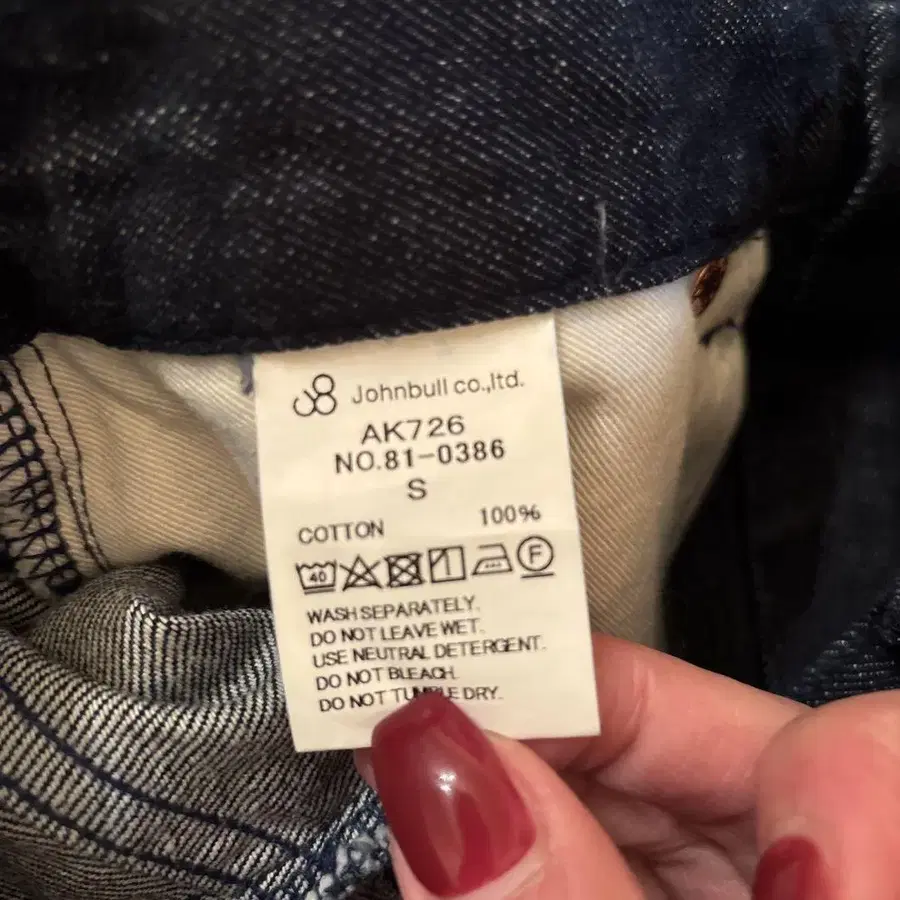 Johnbull co.,ltd.
AK726
NO.81-0386
S
COTTON 100%
40 F
WASH SEPARATELY.
DO NOT LEAVE WET.
USE NEUTRAL DETERGENT.
DO NOT BLEACH.
DO NOT TUMBLE DRY.